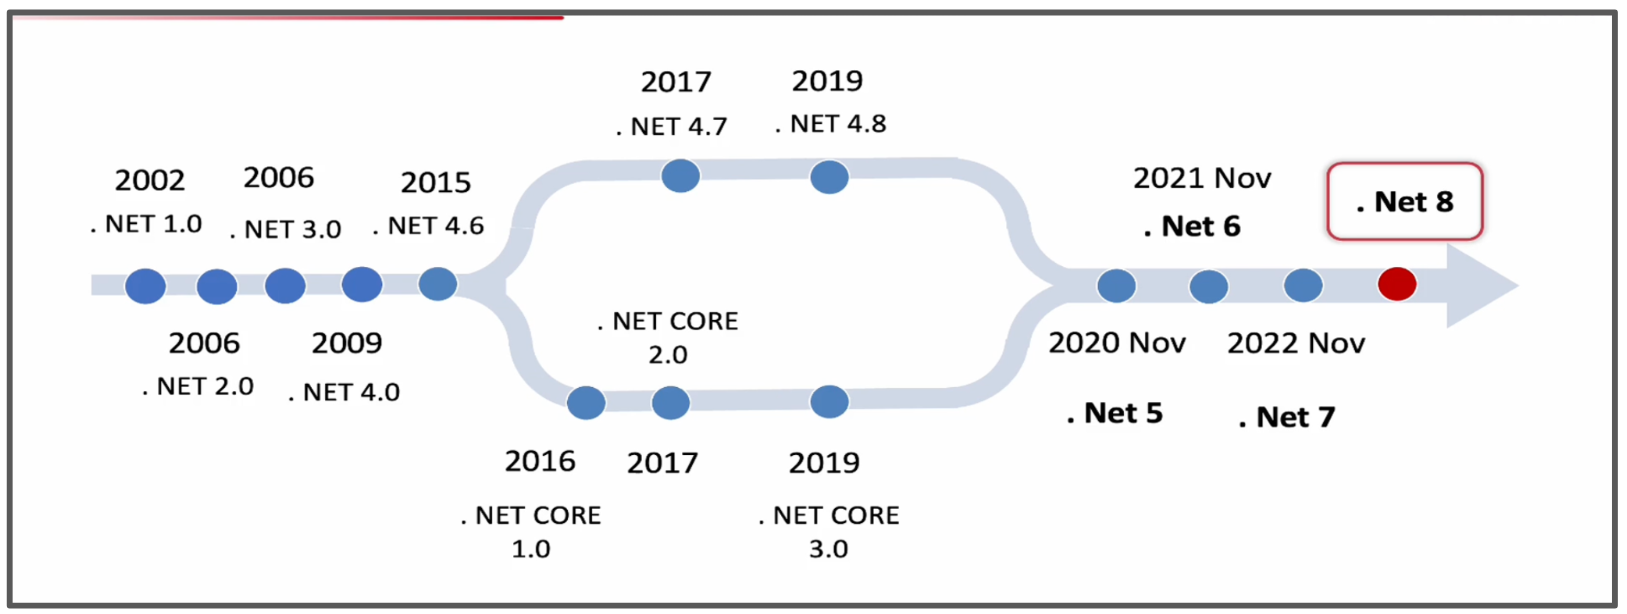 2017
. NET 4.7
2019
. NET 4.8
2002
. NET 1.0
2006
. NET 3.0
2015
. NET 4.6
2021 Nov
. Net 6
. Net 8
2006
. NET 2.0
2009
. NET 4.0
. NET CORE
2.0
2017
2016
. NET CORE
1.0
2019
. NET CORE
3.0
2020 Nov
. Net 5
2022 Nov
. Net 7